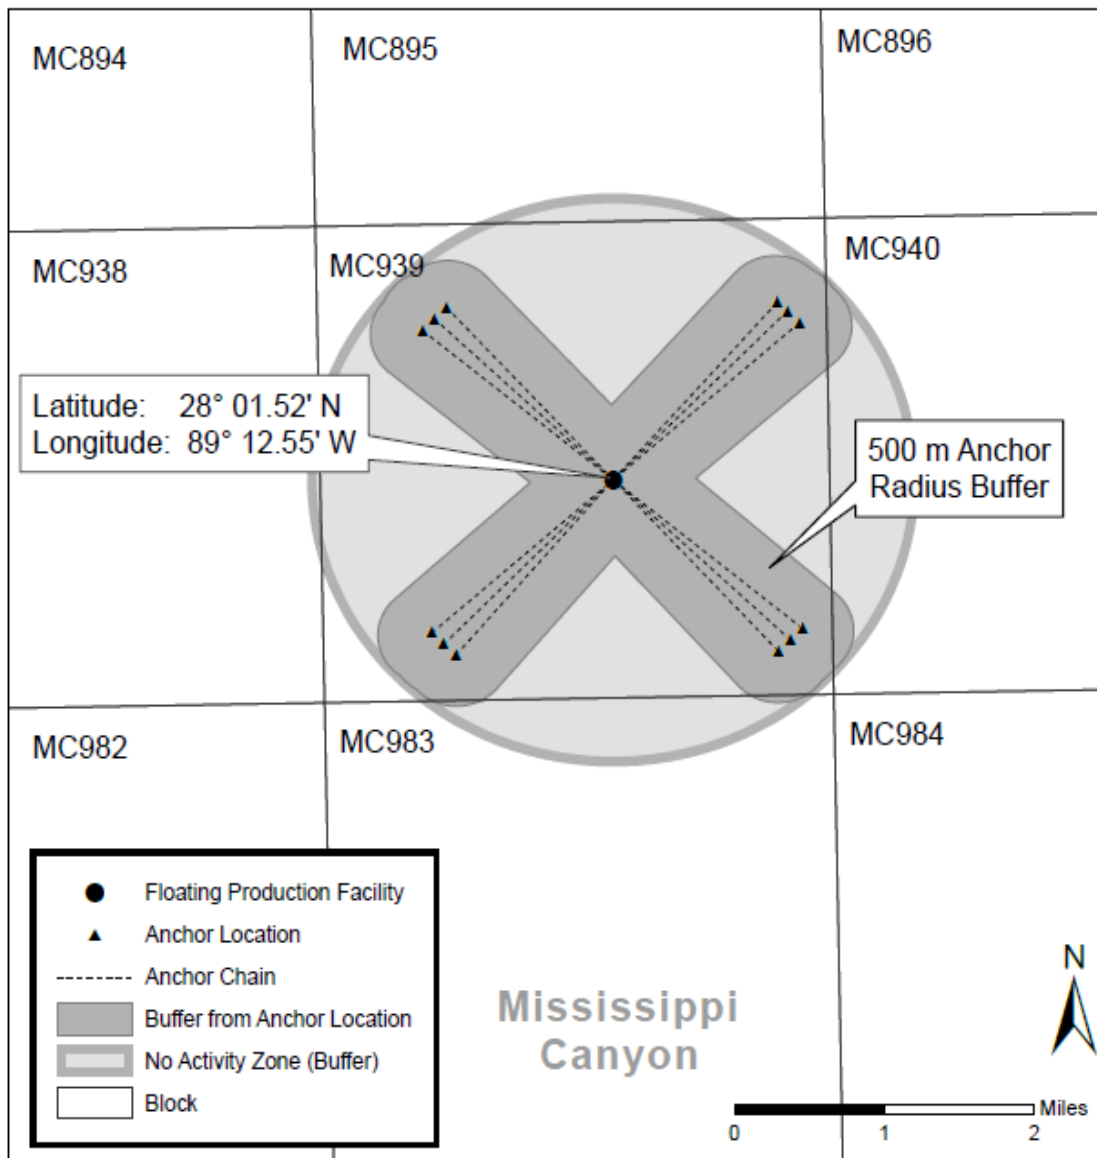 MC894
MC895
MC896
MC938
MC939
MC940
Latitude: 28° 01.52' N
Longitude: 89° 12.55' W
500 m Anchor
Radius Buffer
MC982
MC983
MC984
Floating Production Facility
Anchor Location
Anchor Chain
Buffer from Anchor Location
No Activity Zone (Buffer)
Block
Mississippi
Canyon
N
Miles
0 1 2